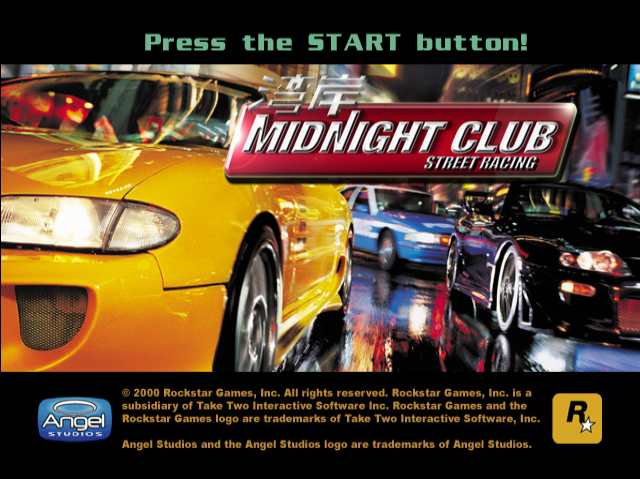 Press the START button!
湾岸
MIDNIGHT CLUB
STREET RACING
© 2000 Rockstar Games, Inc. All rights reserved. Rockstar Games, Inc. is a
subsidiary of Take Two Interactive Software Inc. Rockstar Games and the
Rockstar Games logo are trademarks of Take Two Interactive Software, Inc.
Angel Studios and the Angel Studios logo are trademarks of Angel Studios.
Angel
STUDIOS
R